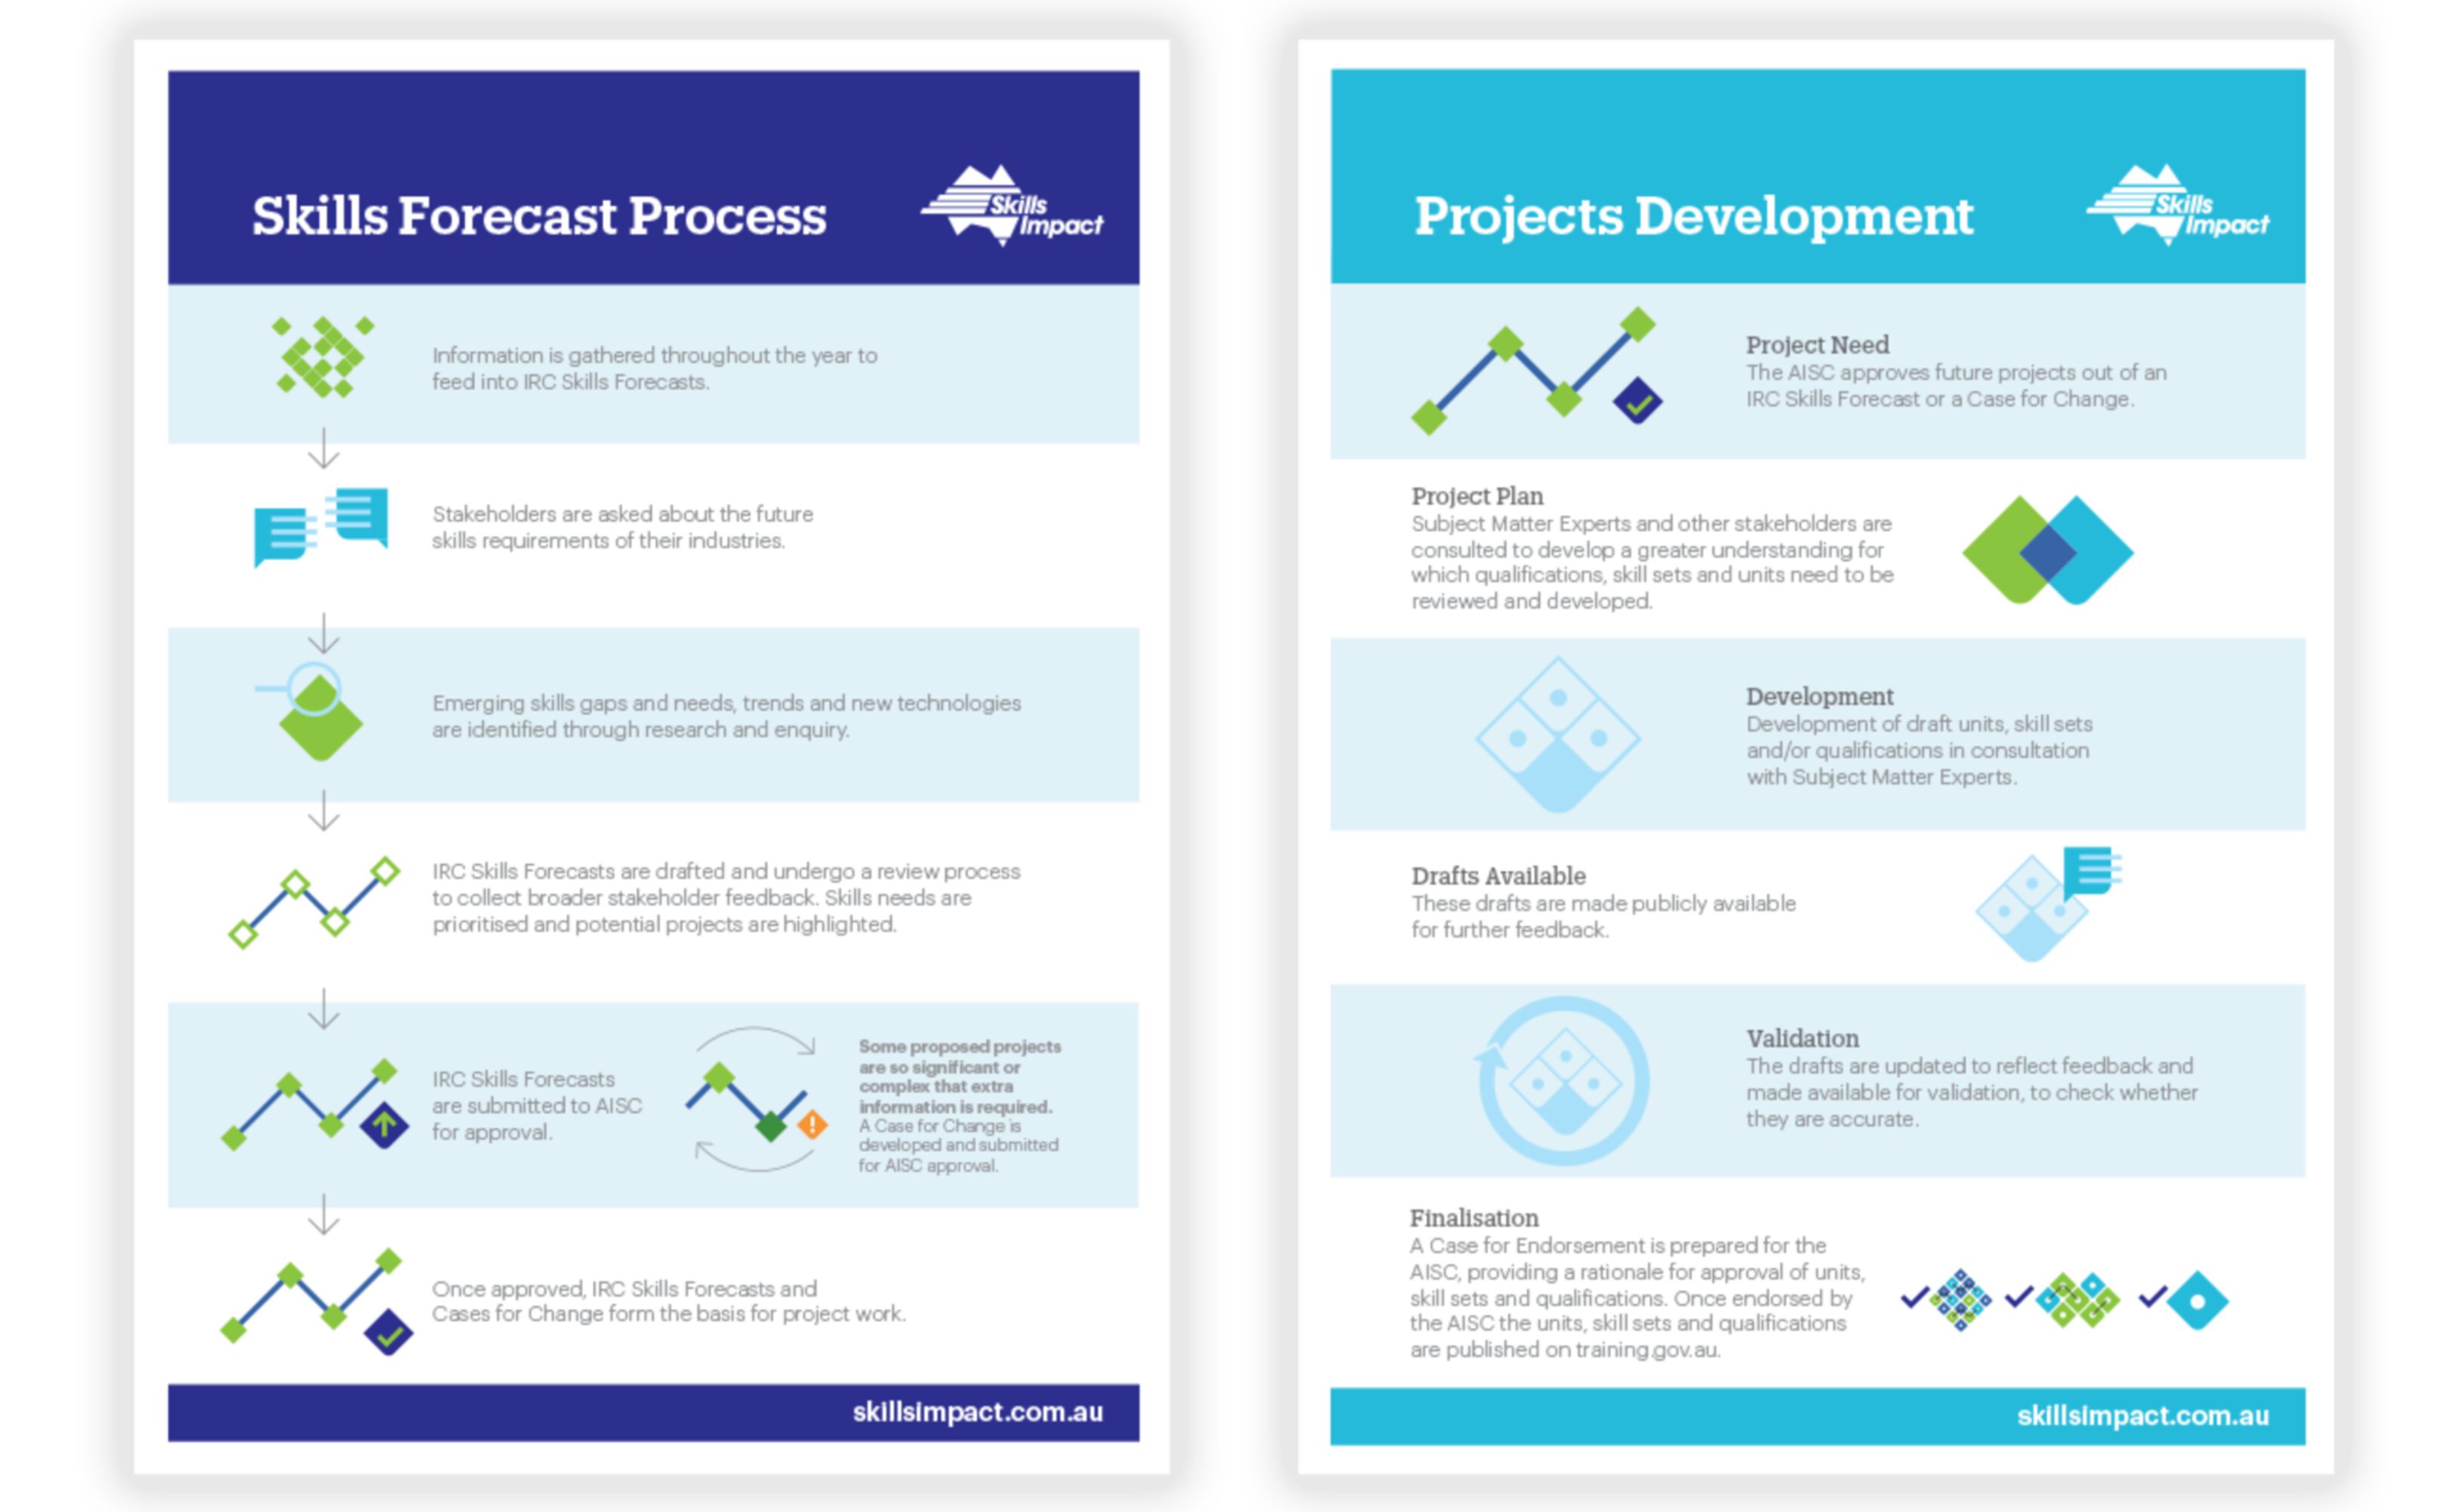 Skills Forecast Process
Skills
Impact
Information is gathered throughout the year to
feed into IRC Skills Forecasts.
Stakeholders are asked about the future
skills requirements of their industries.
Emerging skills gaps and needs, trends and new technologies
are identified through research and enquiry.
IRC Skills Forecasts are drafted and undergo a review process
to collect broader stakeholder feedback. Skills needs are
prioritised and potential projects are highlighted.
IRC Skills Forecasts
are submitted to AISC
for approval.
Some proposed projects
are so significant or
complex that extra
information is required.
A Case for Change is
developed and submitted
for AISC approval.
Once approved, IRC Skills Forecasts and
Cases for Change form the basis for project work.
skillsimpact.com.au
Projects Development
Skills
Impact
Project Need
The AISC approves future projects out of an
IRC Skills Forecast or a Case for Change.
Project Plan
Subject Matter Experts and other stakeholders are
consulted to develop a greater understanding for
which qualifications, skill sets and units need to be
reviewed and developed.
Development
Development of draft units, skill sets
and/or qualifications in consultation
with Subject Matter Experts.
Drafts Available
These drafts are made publicly available
for further feedback.
Validation
The drafts are updated to reflect feedback and
made available for validation, to check whether
they are accurate.
Finalisation
A Case for Endorsement is prepared for the
AISC, providing a rationale for approval of units,
skill sets and qualifications. Once endorsed by
the AISC the units, skill sets and qualifications
are published on training.gov.au.
skillsimpact.com.au